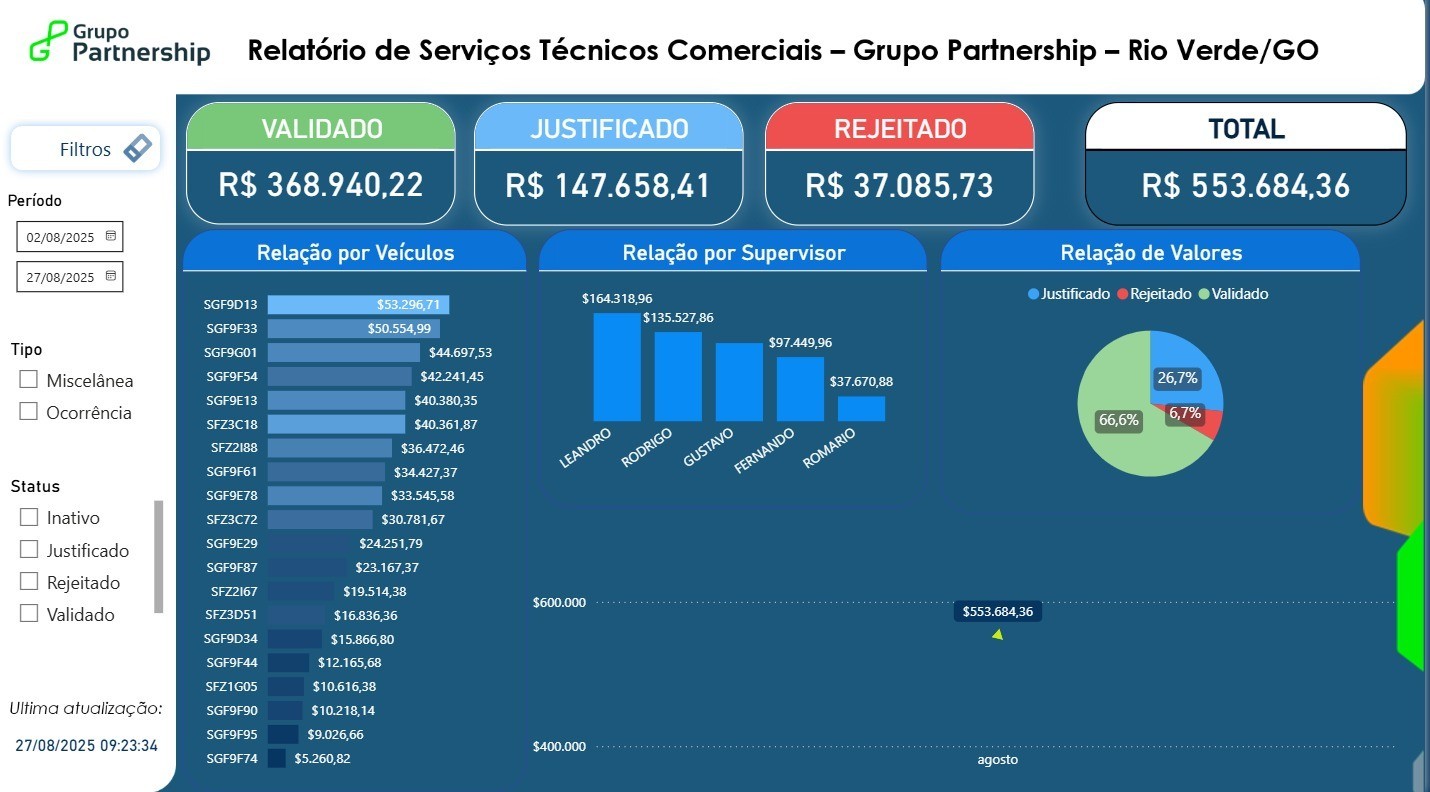 Grupo
Partnership
Relatório de Serviços Técnicos Comerciais – Grupo Partnership – Rio Verde/GO
Filtros
Período
02/08/2025
27/08/2025
Tipo
Miscelânea
Ocorrência
Status
Inativo
Justificado
Rejeitado
Validado
Ultima atualização:
27/08/2025 09:23:34
VALIDADO
R$ 368.940,22
JUSTIFICADO
R$ 147.658,41
REJEITADO
R$ 37.085,73
TOTAL
R$ 553.684,36
Relação por Veículos
SGF9D13 $53.296,71
SGF9F33 $50.554,99
SGF9G01 $44.697,53
SGF9F54 $42.241,45
SGF9E13 $40.380,35
SFZ3C18 $40.361,87
SFZ2I88 $36.472,46
SGF9F61 $34.427,37
SGF9E78 $33.545,58
SFZ3C72 $30.781,67
SGF9E29 $24.251,79
SGF9F87 $23.167,37
SFZ2I67 $19.514,38
SFZ3D51 $16.836,36
SGF9D34 $15.866,80
SGF9F44 $12.165,68
SFZ1G05 $10.616,38
SGF9F90 $10.218,14
SGF9F95 $9.026,66
SGF9F74 $5.260,82
Relação por Supervisor
$164.318,96
$135.527,86
$97.449,96
$37.670,88
LEANDRO
RODRIGO
GUSTAVO
FERNANDO
ROMARIO
Relação de Valores
Justificado Rejeitado Validado
26,7%
6,7%
66,6%
$600.000
$553.684,36
$400.000
agosto